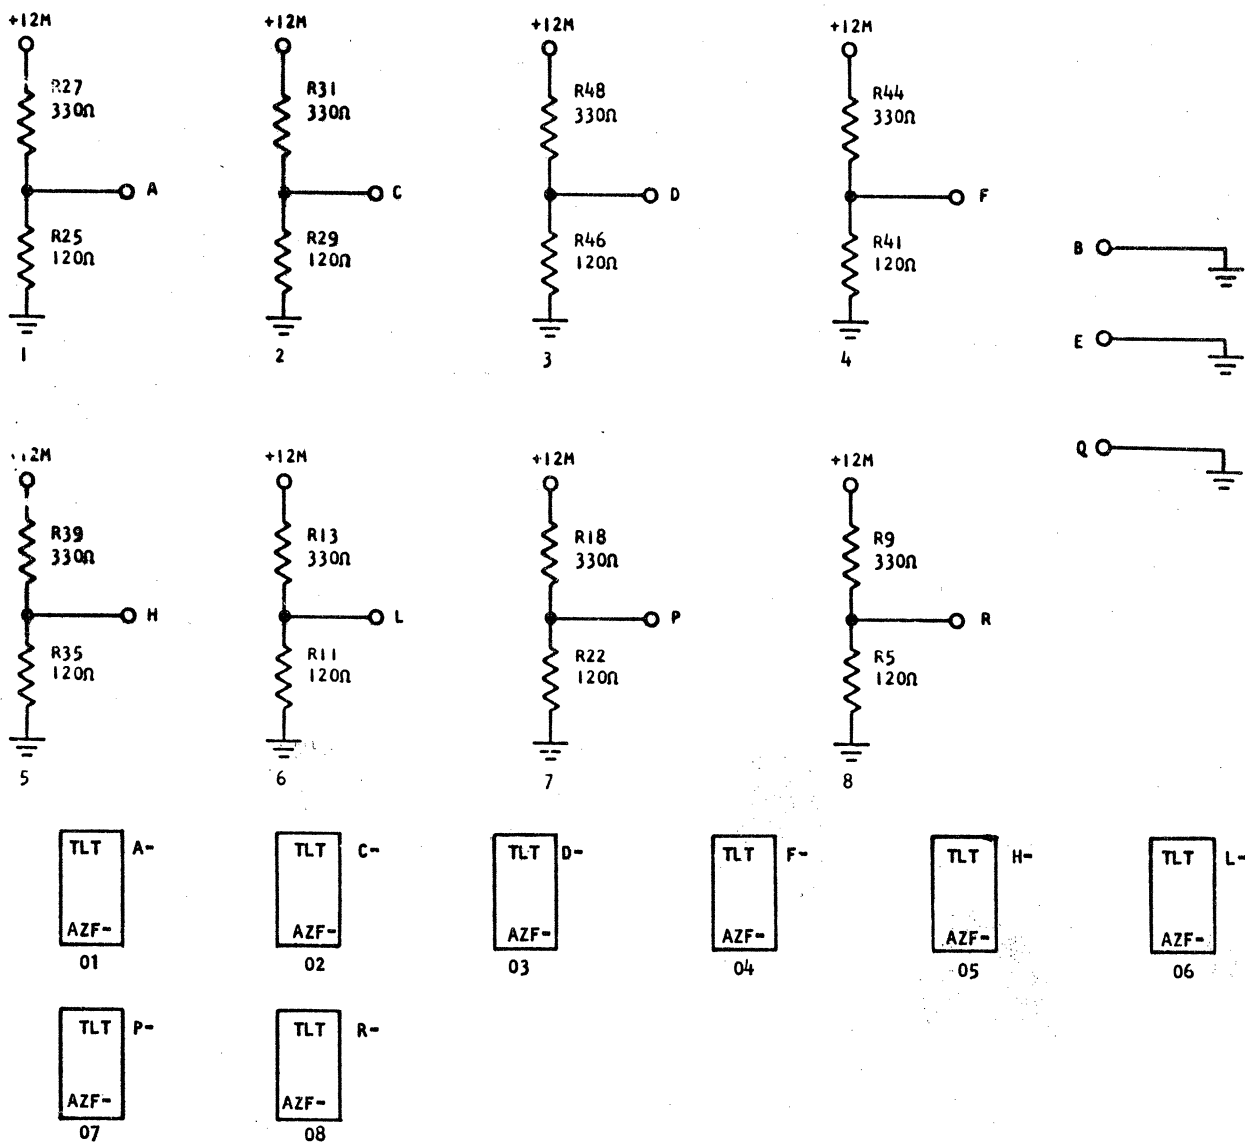 +12M +12M +12M +12M
R27 R31 R48 R44
330Ω 330Ω 330Ω 330Ω
A C D F
R25 R29 R46 R41
120Ω 120Ω 120Ω 120Ω
B
E
1 2 3 4
Q
+12M +12M +12M +12M
R39 R13 R18 R9
330Ω 330Ω 330Ω 330Ω
H L P R
R35 R11 R22 R5
120Ω 120Ω 120Ω 120Ω
5 6 7 8
TLT A- TLT C- TLT D- TLT F- TLT H- TLT L-
AZF- AZF- AZF- AZF- AZF- AZF-
01 02 03 04 05 06
TLT P- TLT R-
AZF- AZF-
07 08